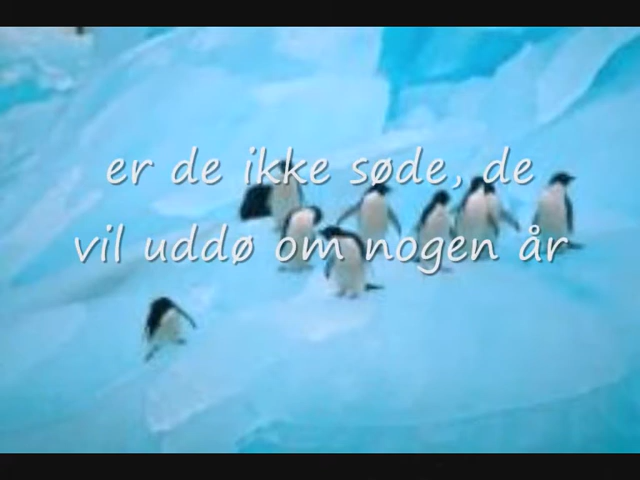 er de ikke søde, de
vil uddø om nogen år